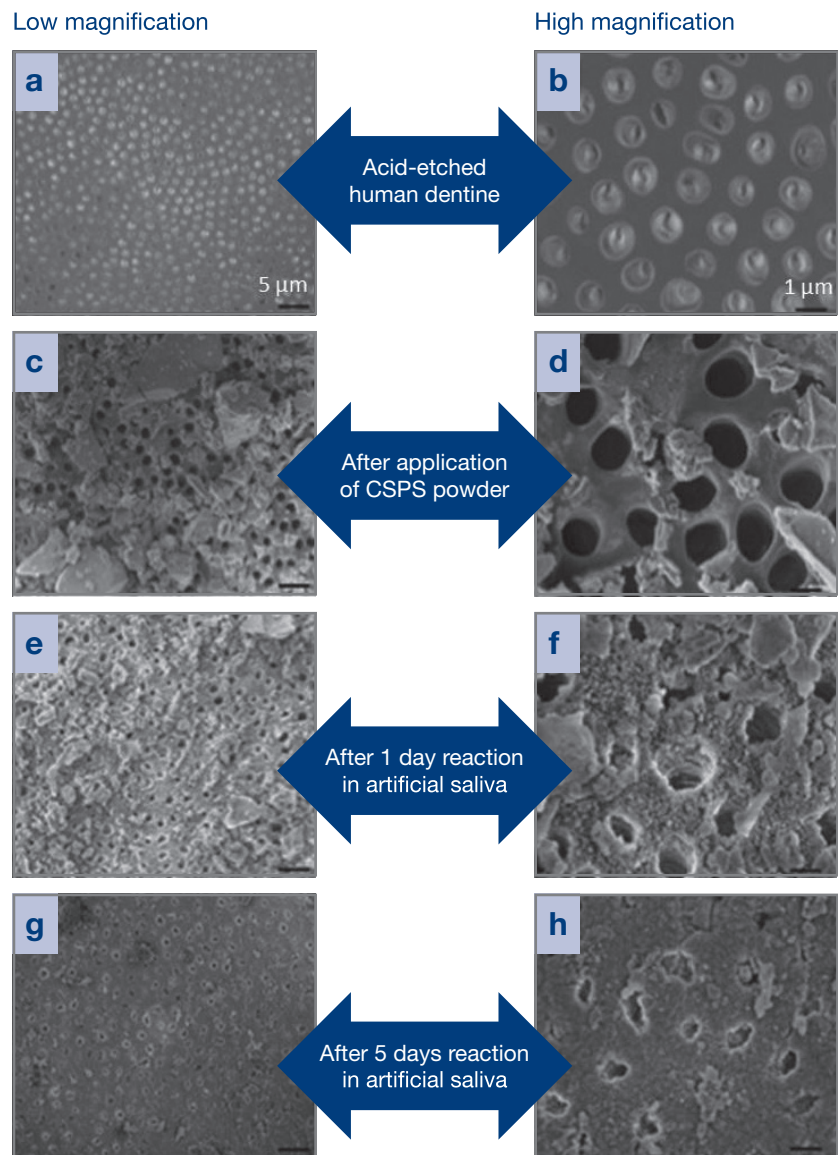 Low magnification
High magnification
a
b
Acid-etched
human dentine
5 µm
1 µm
c
d
After application
of CSPS powder
e
f
After 1 day reaction
in artificial saliva
g
h
After 5 days reaction
in artificial saliva